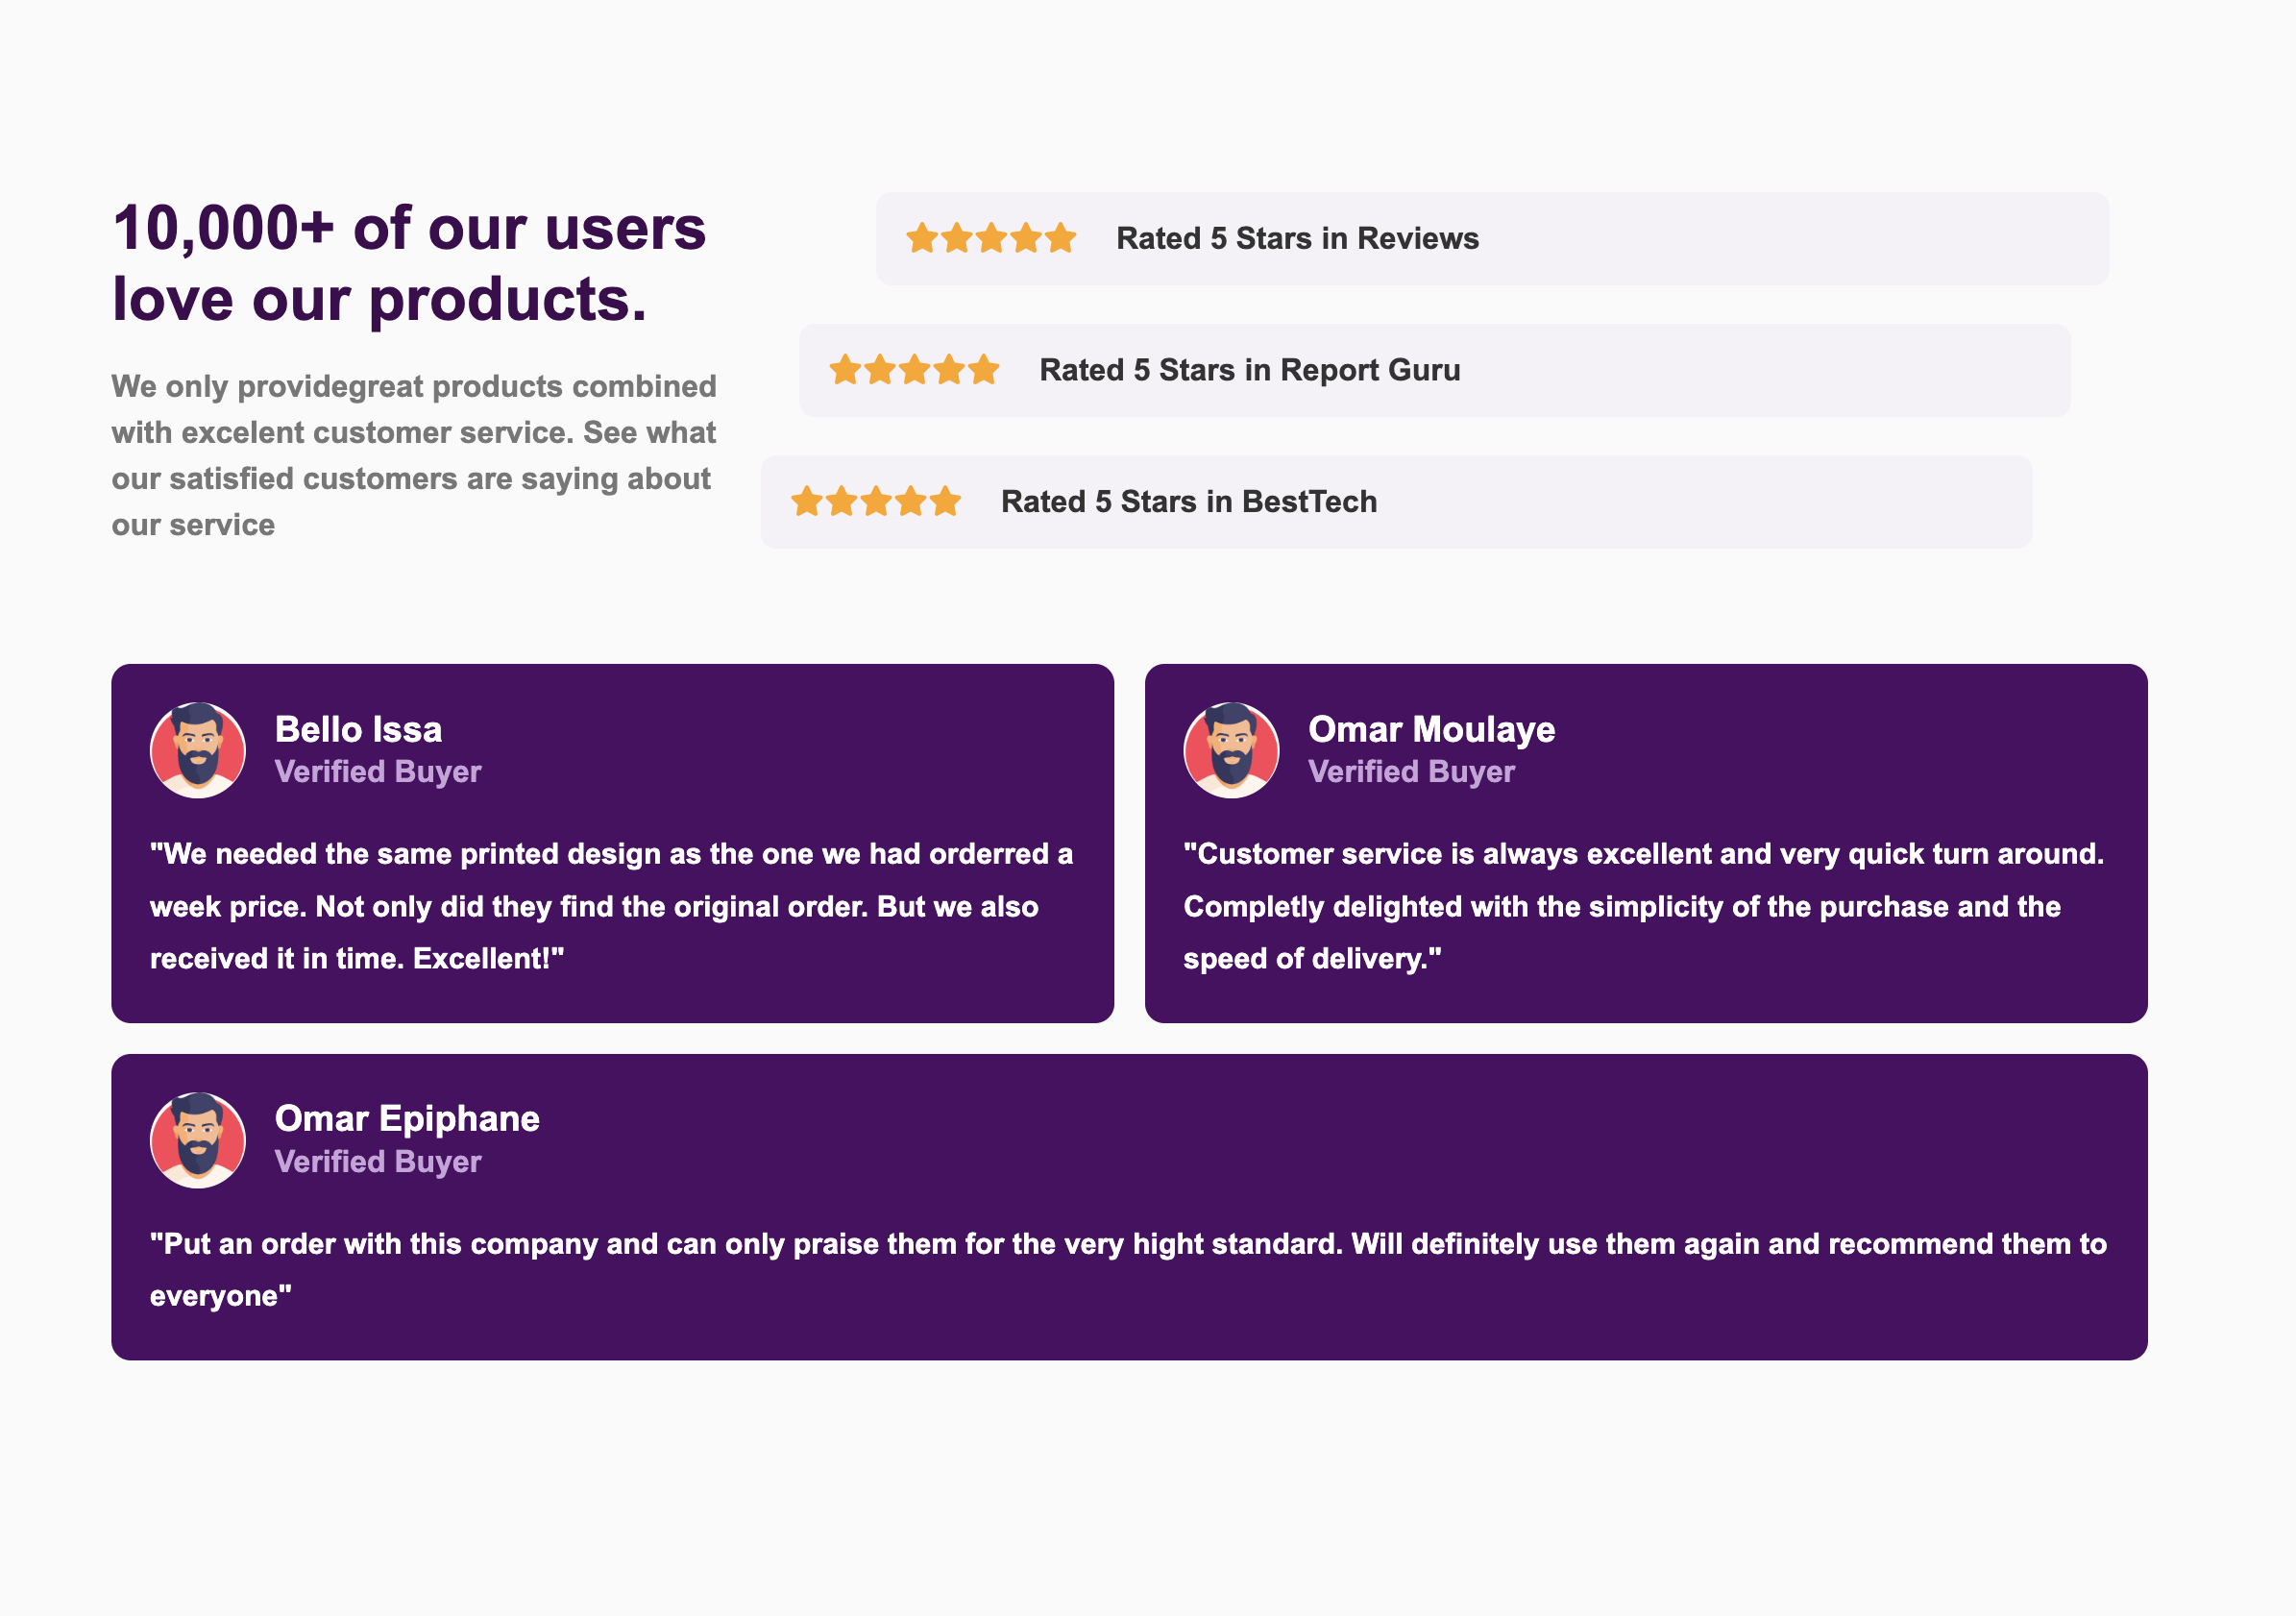 10,000+ of our users
love our products.
We only providegreat products combined
with excelent customer service. See what
our satisfied customers are saying about
our service
Rated 5 Stars in Reviews
Rated 5 Stars in Report Guru
Rated 5 Stars in BestTech
Bello Issa
Verified Buyer
"We needed the same printed design as the one we had orderred a
week price. Not only did they find the original order. But we also
received it in time. Excellent!"
Omar Moulaye
Verified Buyer
"Customer service is always excellent and very quick turn around.
Completly delighted with the simplicity of the purchase and the
speed of delivery."
Omar Epiphane
Verified Buyer
"Put an order with this company and can only praise them for the very hight standard. Will definitely use them again and recommend them to
everyone"